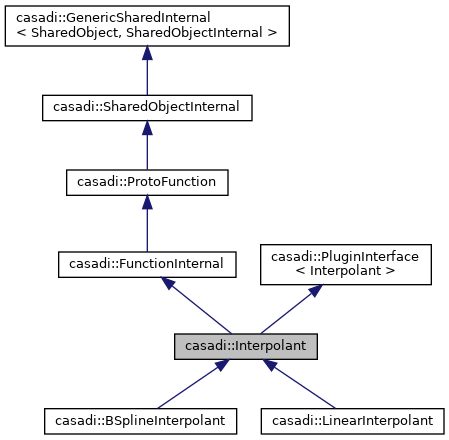 casadi::GenericSharedInternal
< SharedObject, SharedObjectInternal >
casadi::SharedObjectInternal
casadi::ProtoFunction
casadi::FunctionInternal
casadi::PluginInterface
< Interpolant >
casadi::Interpolant
casadi::BSplineInterpolant
casadi::LinearInterpolant